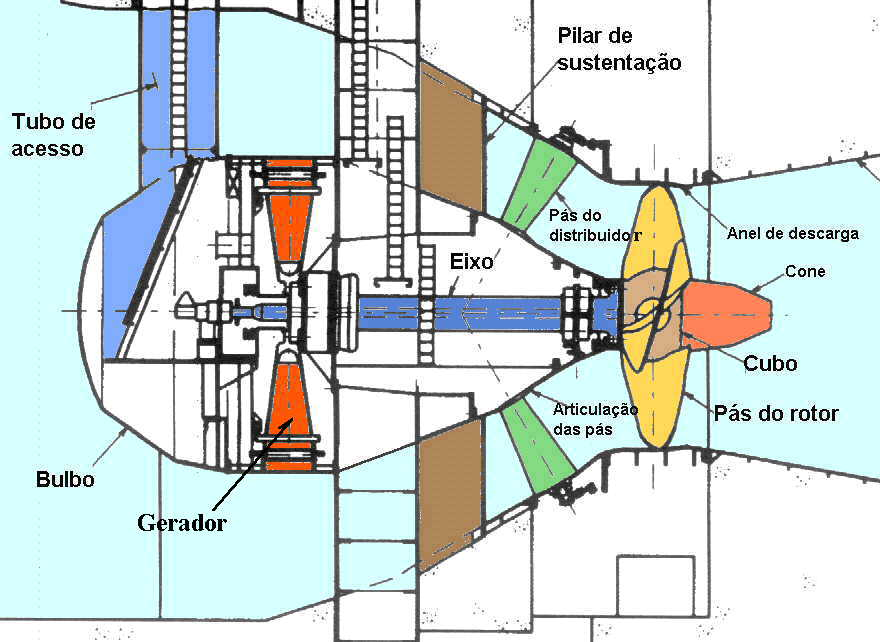 Pilar de
sustentação
Tubo de
acesso
Pás do
distribuidor
Anel de descarga
Eixo
Cone
Cubo
Articulação
das pás
Pás do rotor
Bulbo
Gerador